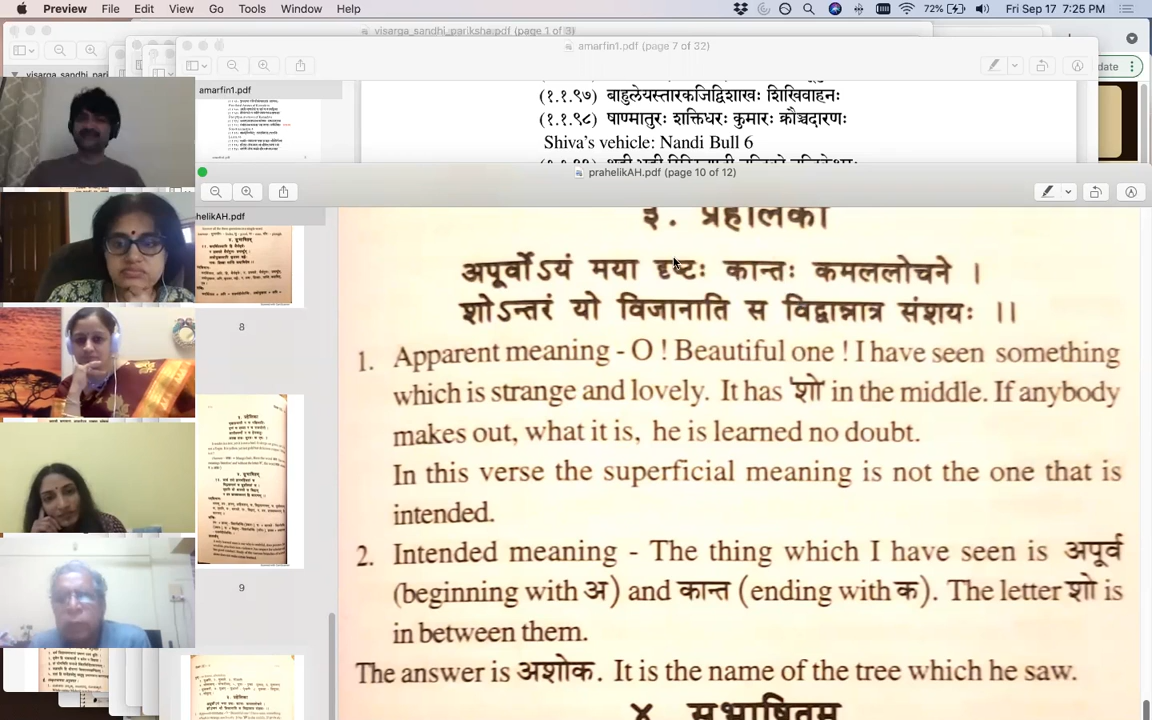 Preview File Edit View Go Tools Window Help 72% Fri Sep 17 7:25 PM
visarga_sandhi_pariksha.pdf (page 1 of 3)
amarfin1.pdf (page 7 of 32)
visarga_sandhi_pari
date
amarfin1.pdf
(१.१.९७) बाहुलेयस्तारकजिद्विशाखः शिखिवाहनः
(१.१.९८) षाण्मातुरः शक्तिधरः कुमारः क्रौञ्चदारणः
Shiva's vehicle: Nandi Bull 6
prahelikAH.pdf (page 10 of 12)
helikAH.pdf
३. प्रहेलिका
अपूर्वोऽयं मया दृष्टः कान्तः कमललोचने ।
शोऽन्तरं यो विजानाति स विद्वान्नात्र संशयः ।।
1. Apparent meaning - O ! Beautiful one ! I have seen something
which is strange and lovely. It has 'शो' in the middle. If anybody
makes out, what it is, he is learned no doubt.
In this verse the superficial meaning is not the one that is
intended.
2. Intended meaning - The thing which I have seen is अपूर्व
(beginning with अ) and कान्त (ending with क). The letter शो is
in between them.
The answer is अशोक. It is the name of the tree which he saw.
४ सुभाषितम्
8
9